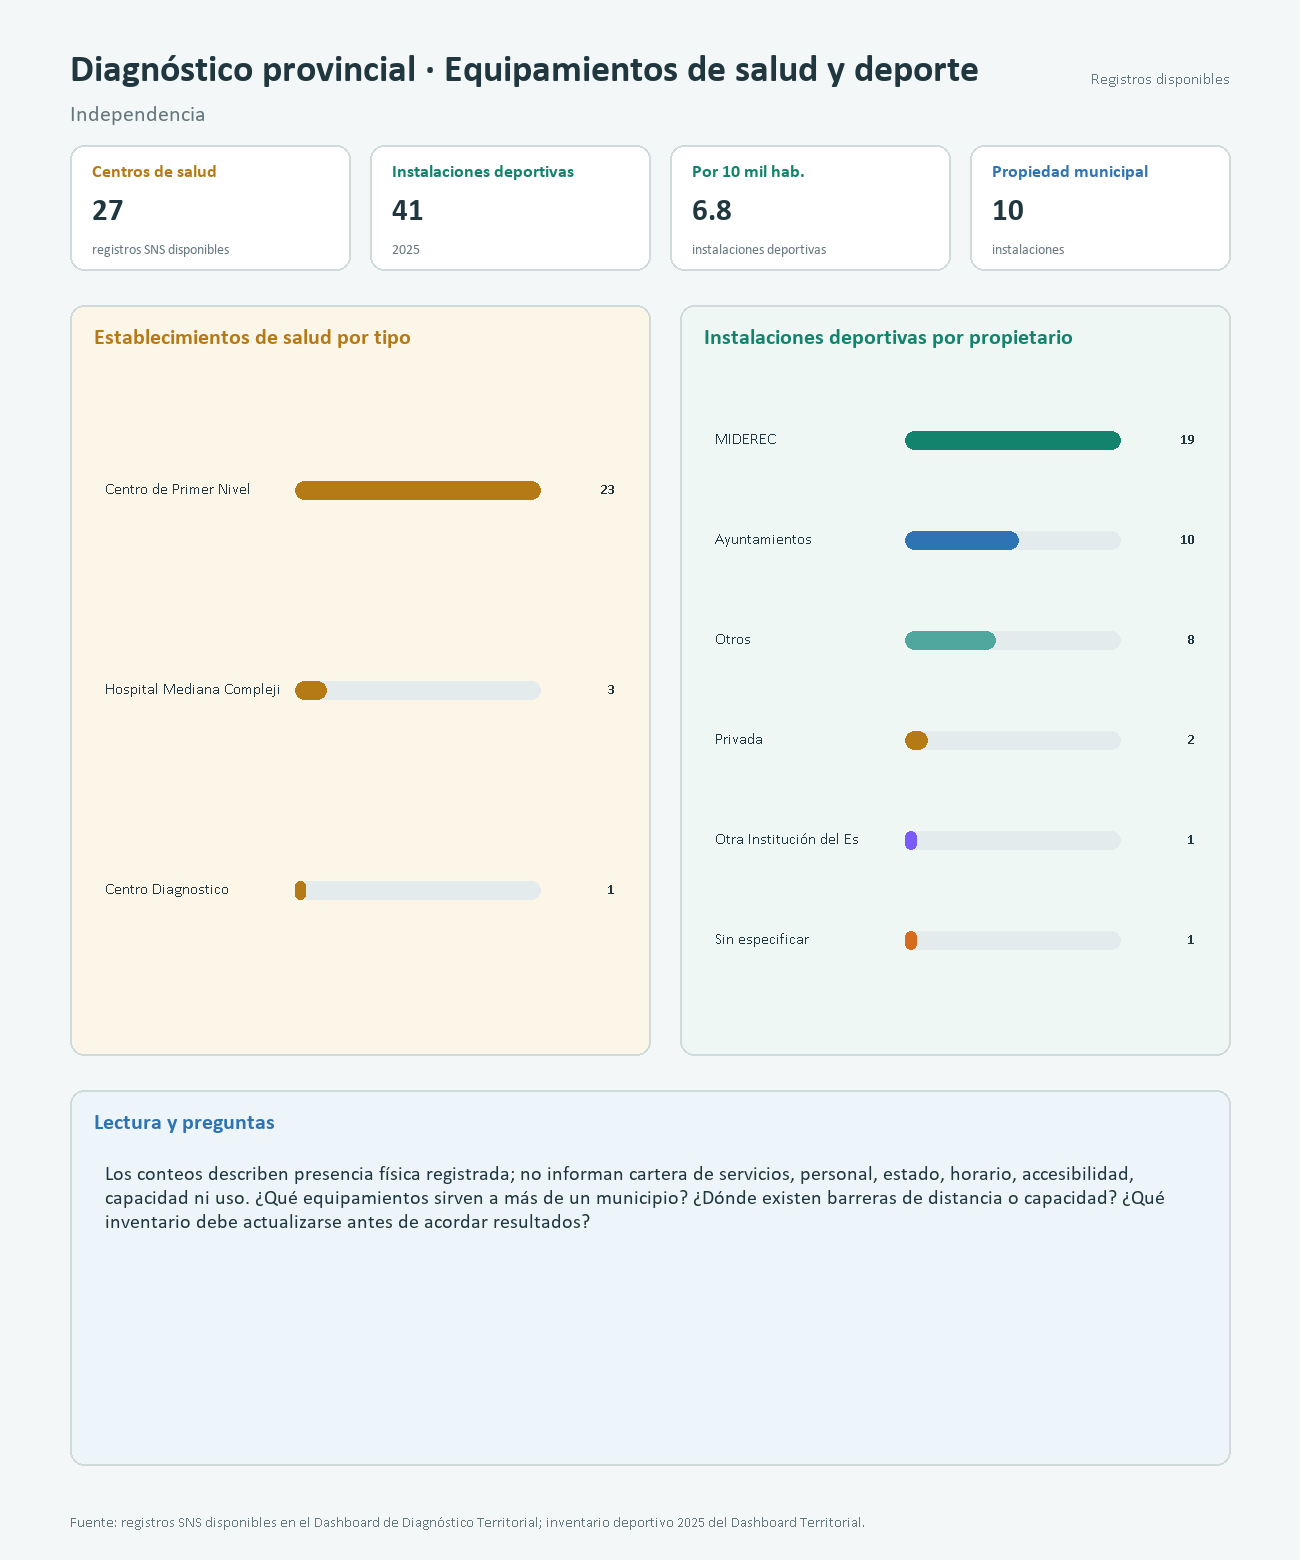 Diagnóstico provincial · Equipamientos de salud y deporte
Registros disponibles
Independencia
Centros de salud
27
registros SNS disponibles
Instalaciones deportivas
41
2025
Por 10 mil hab.
6.8
instalaciones deportivas
Propiedad municipal
10
instalaciones
Establecimientos de salud por tipo
Centro de Primer Nivel 23
Hospital Mediana Compleji 3
Centro Diagnostico 1
Instalaciones deportivas por propietario
MIDEREC 19
Ayuntamientos 10
Otros 8
Privada 2
Otra Institución del Es 1
Sin especificar 1
Lectura y preguntas
Los conteos describen presencia física registrada; no informan cartera de servicios, personal, estado, horario, accesibilidad,
capacidad ni uso. ¿Qué equipamientos sirven a más de un municipio? ¿Dónde existen barreras de distancia o capacidad? ¿Qué
inventario debe actualizarse antes de acordar resultados?
Fuente: registros SNS disponibles en el Dashboard de Diagnóstico Territorial; inventario deportivo 2025 del Dashboard Territorial.